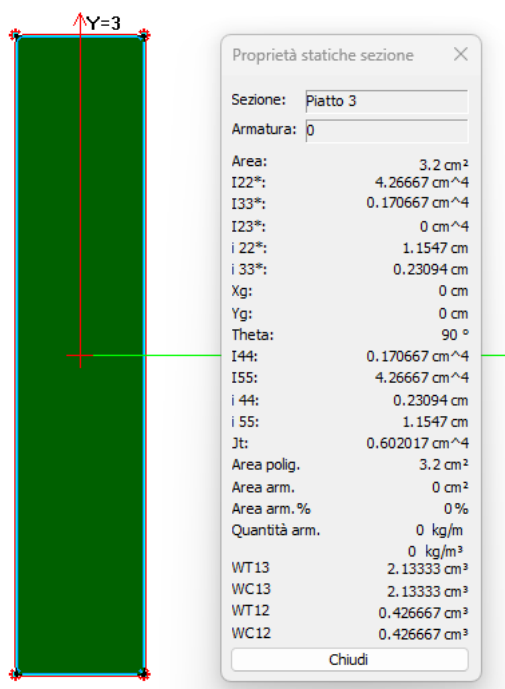 Y=3
Proprietà statiche sezione
Sezione: Piatto 3
Armatura: 0
Area: 3.2 cm²
I22*: 4.26667 cm^4
I33*: 0.170667 cm^4
I23*: 0 cm^4
i 22*: 1.1547 cm
i 33*: 0.23094 cm
Xg: 0 cm
Yg: 0 cm
Theta: 90 °
I44: 0.170667 cm^4
I55: 4.26667 cm^4
i 44: 0.23094 cm
i 55: 1.1547 cm
Jt: 0.602017 cm^4
Area polig. 3.2 cm²
Area arm. 0 cm²
Area arm.% 0%
Quantità arm. 0 kg/m
0 kg/m³
WT13 2.13333 cm³
WC13 2.13333 cm³
WT12 0.426667 cm³
WC12 0.426667 cm³
Chiudi